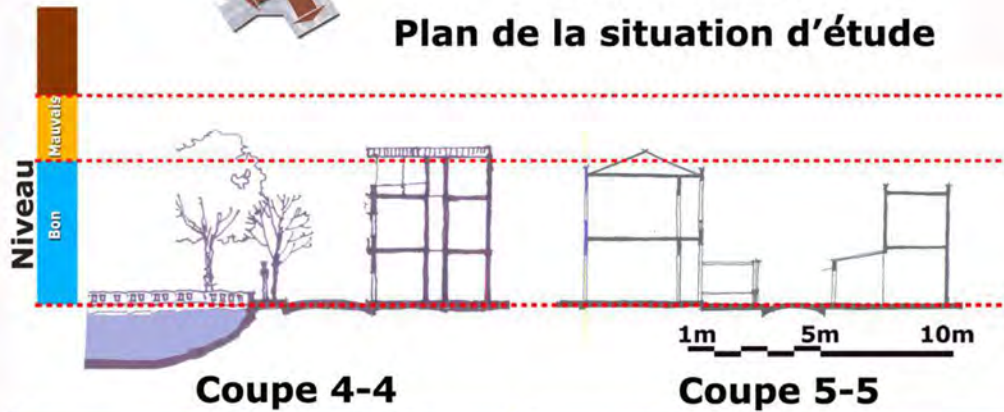 Plan de la situation d'étude
Niveau
Mauvais
Bon
1m 5m 10m
Coupe 4-4
Coupe 5-5